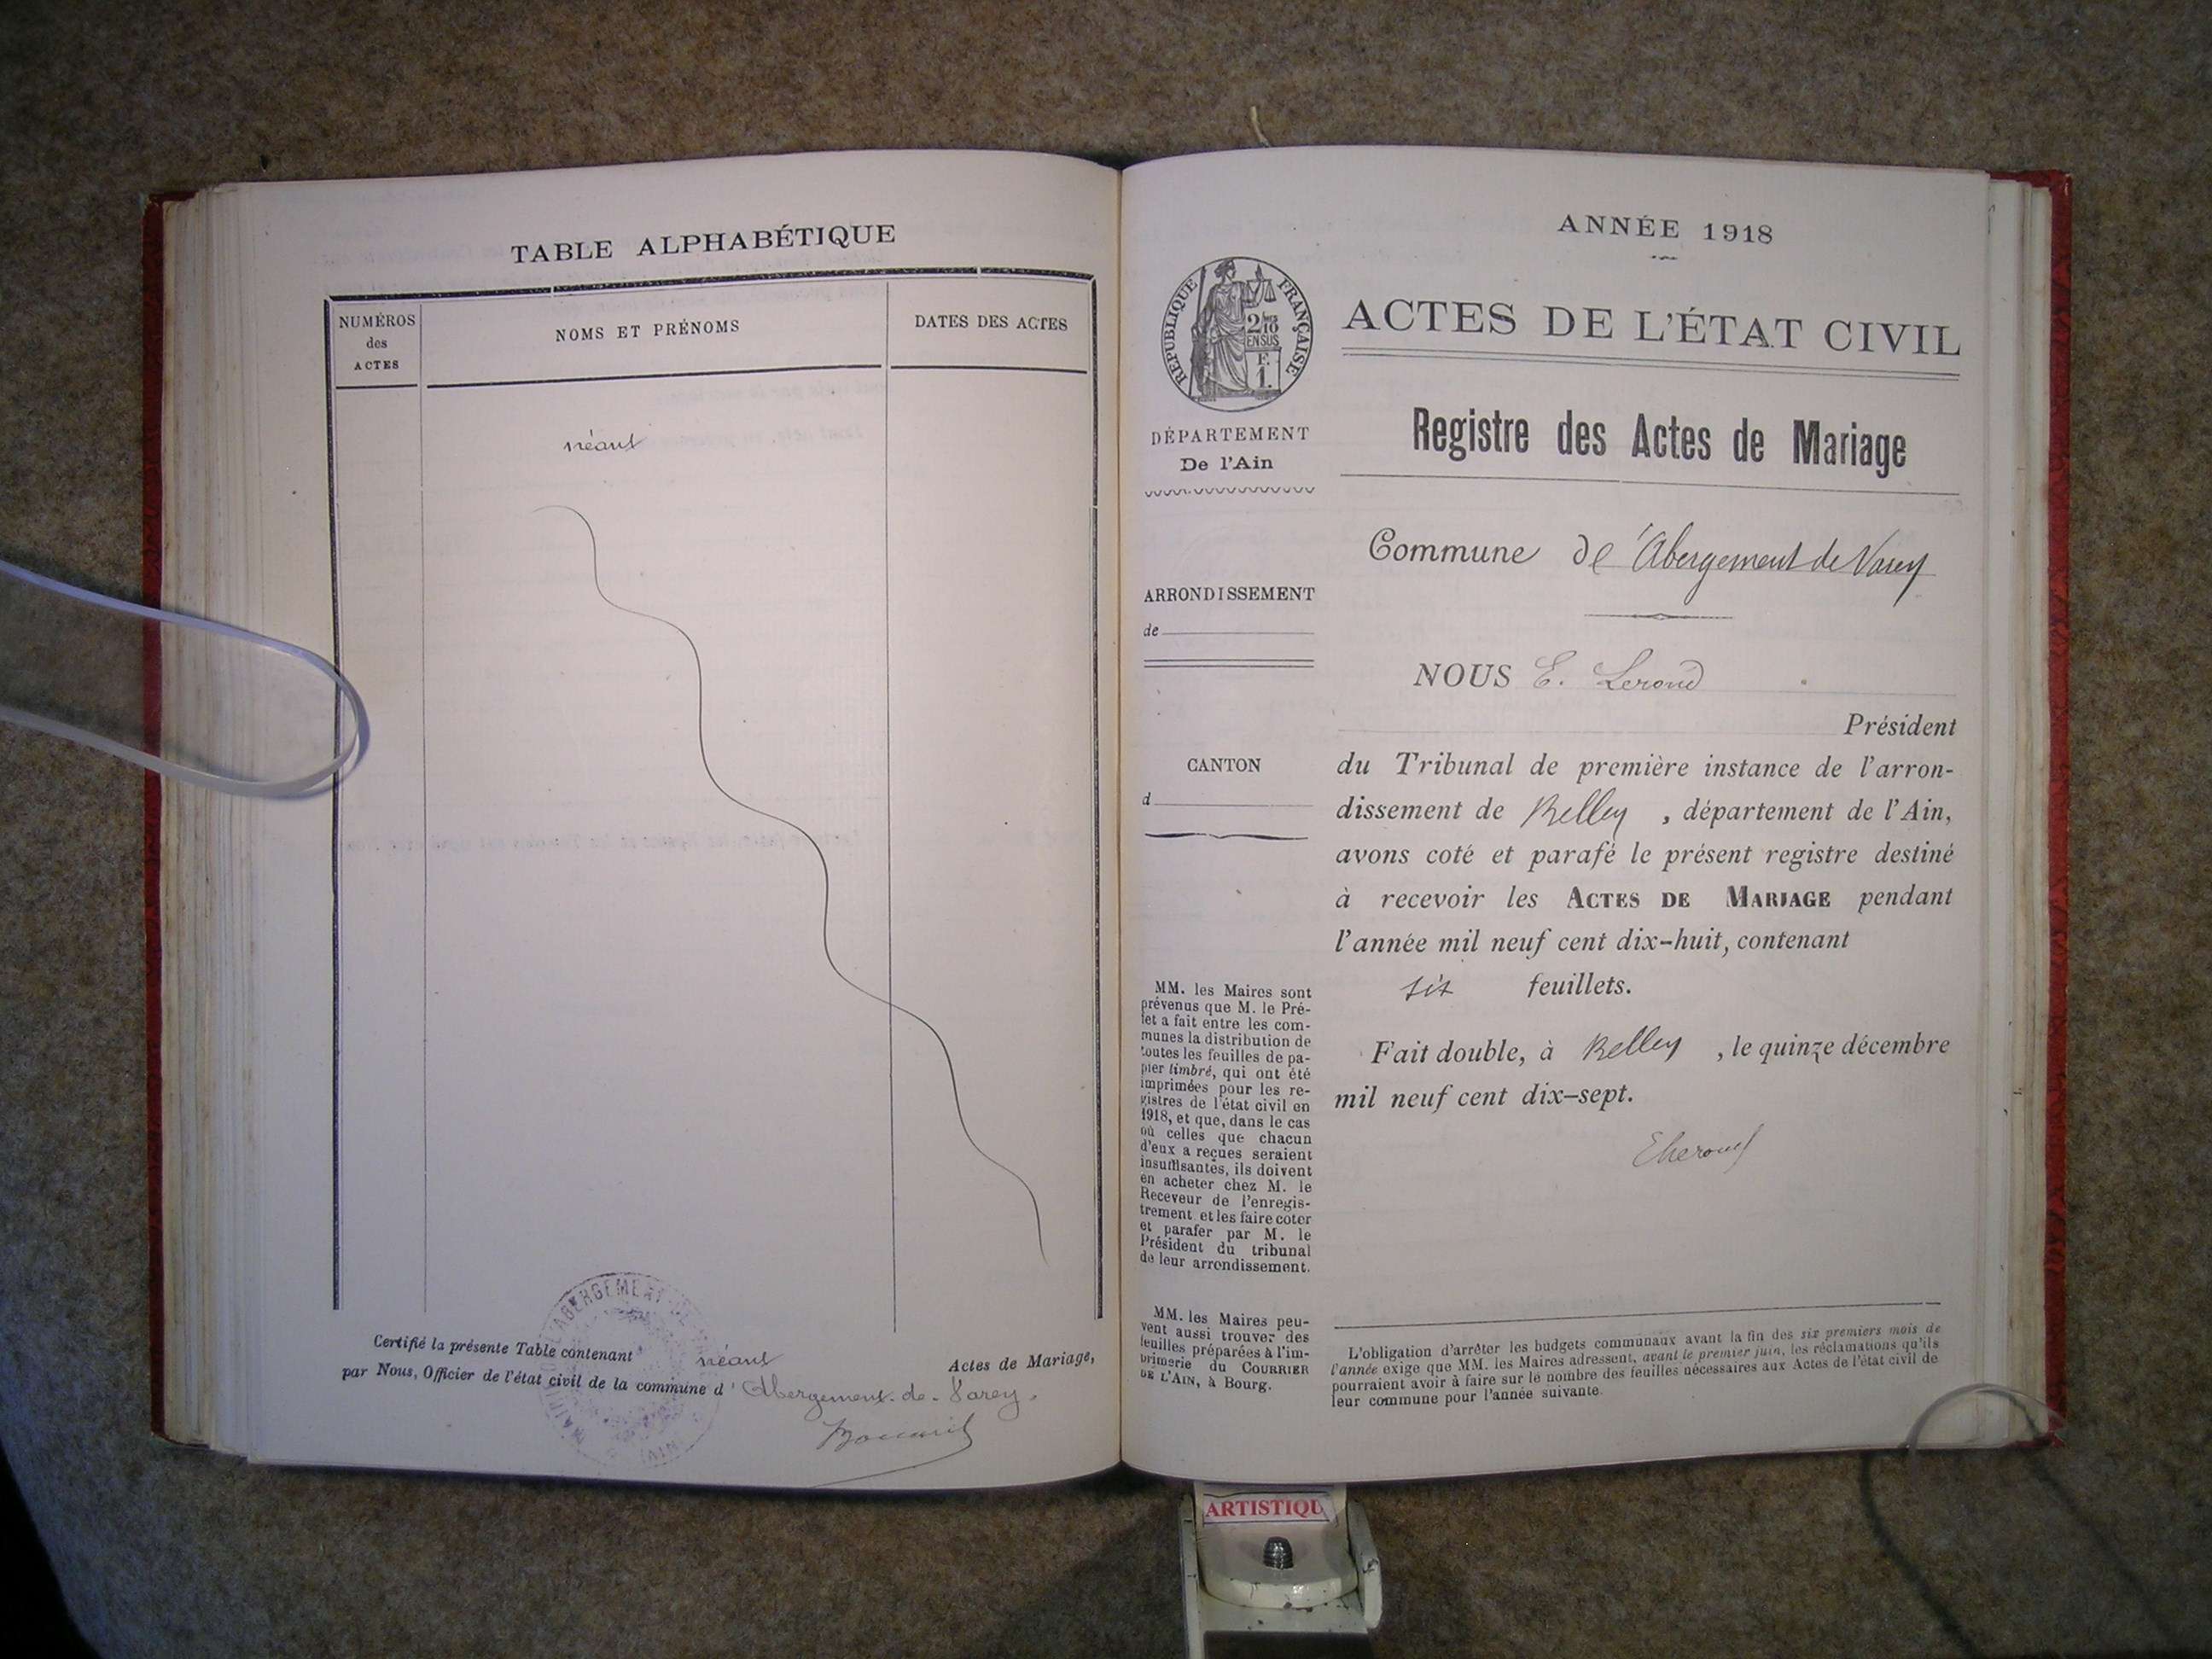 TABLE ALPHABÉTIQUE
NUMÉROS
des
ACTES
NOMS ET PRÉNOMS
DATES DES ACTES
néant
Certifié la présente Table contenant néant Actes de Mariage,
par Nous, Officier de l'état civil de la commune d'Abergement-de-Varey.
ANNÉE 1918
RÉPUBLIQUE FRANÇAISE
2/10
EN SUS
F.
1.
DÉPARTEMENT
De l'Ain
ARRONDISSEMENT
de
CANTON
d
MM. les Maires sont
prévenus que M. le Pré-
fet a fait entre les com-
munes la distribution de
toutes les feuilles de pa-
pier timbré, qui ont été
imprimées pour les re-
gistres de l'état civil en
1918, et que, dans le cas
où celles que chacun
d'eux a reçues seraient
insuffisantes, ils doivent
en acheter chez M. le
Receveur de l'enregis-
trement et les faire coter
et parafer par M. le
Président du tribunal
de leur arrondissement.
MM. les Maires peu-
vent aussi trouver des
feuilles préparées à l'im-
primerie du COURRIER
DE L'AIN, à Bourg.
ACTES DE L'ÉTAT CIVIL
Registre des Actes de Mariage
Commune de l'Abergement de Varey
NOUS E. Leroud
Président
du Tribunal de première instance de l'arron-
dissement de Belley, département de l'Ain,
avons coté et parafé le présent registre destiné
à recevoir les ACTES DE MARIAGE pendant
l'année mil neuf cent dix-huit, contenant
six feuillets.
Fait double, à Belley, le quinze décembre
mil neuf cent dix-sept.
L'obligation d'arrêter les budgets communaux avant la fin des six premiers mois de
l'année exige que MM. les Maires adressent, avant le premier juin, les réclamations qu'ils
pourraient avoir à faire sur le nombre des feuilles nécessaires aux Actes de l'état civil de
leur commune pour l'année suivante.
ARTISTIQU